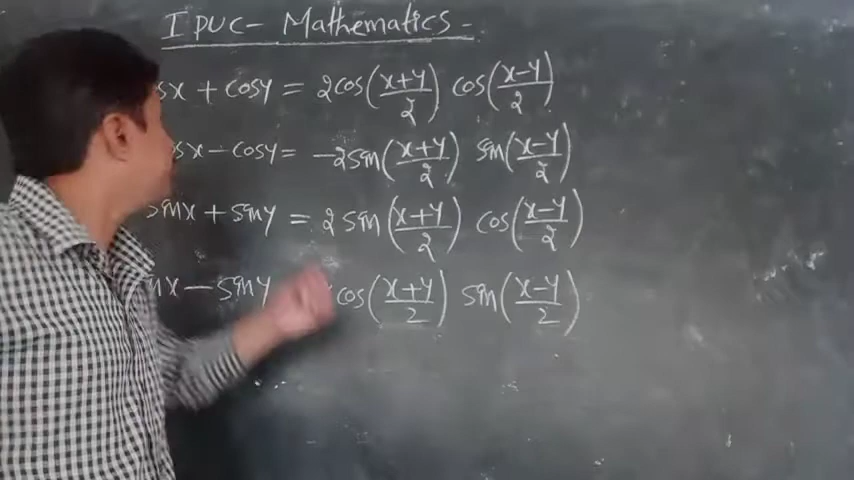 I PUC - Mathematics -
sx + cosy = 2cos(x+y/2) cos(x-y/2)
sx - cosy = -2sin(x+y/2) sin(x-y/2)
sinx + siny = 2 sin(x+y/2) cos(x-y/2)
nx - siny cos(x+y/2) sin(x-y/2)